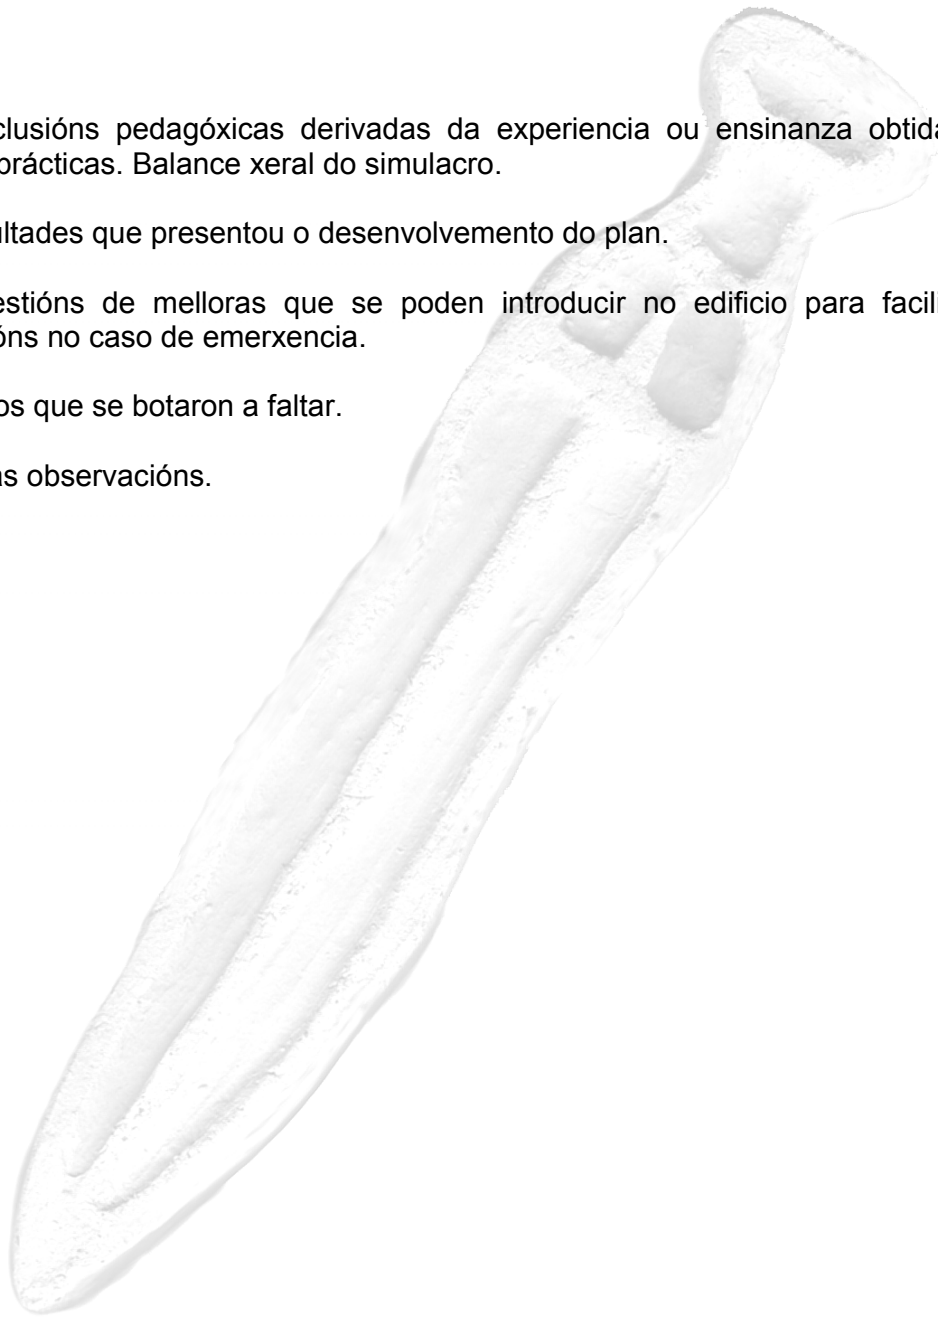 clusións pedagóxicas derivadas da experiencia ou ensinanza obtida
prácticas. Balance xeral do simulacro.
ultades que presentou o desenvolvemento do plan.
estións de melloras que se poden introducir no edificio para facil
óns no caso de emerxencia.
os que se botaron a faltar.
as observacións.